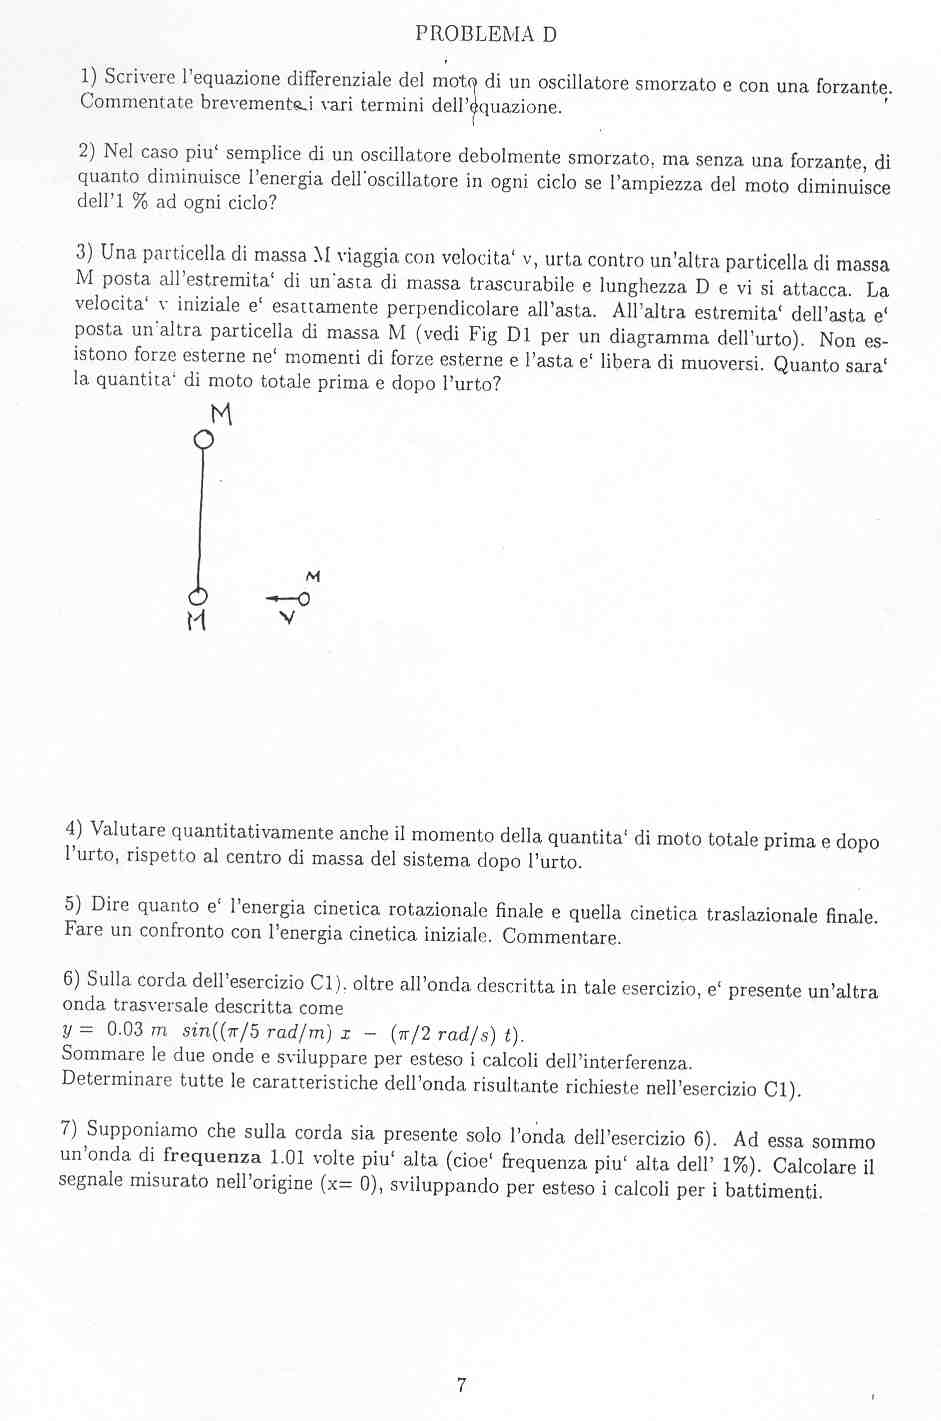 PROBLEMA D
1) Scrivere l'equazione differenziale del moto di un oscillatore smorzato e con una forzante.
Commentate brevemente i vari termini dell'equazione.
2) Nel caso piu‘ semplice di un oscillatore debolmente smorzato, ma senza una forzante, di
quanto diminuisce l'energia dell'oscillatore in ogni ciclo se l'ampiezza del moto diminuisce
dell'1 % ad ogni ciclo?
3) Una particella di massa M viaggia con velocita‘ v, urta contro un'altra particella di massa
M posta all'estremita‘ di un'asta di massa trascurabile e lunghezza D e vi si attacca. La
velocita‘ v iniziale e‘ esattamente perpendicolare all'asta. All'altra estremita‘ dell'asta e‘
posta un'altra particella di massa M (vedi Fig D1 per un diagramma dell'urto). Non es-
istono forze esterne ne‘ momenti di forze esterne e l'asta e‘ libera di muoversi. Quanto sara‘
la quantita‘ di moto totale prima e dopo l'urto?
M
M
M
V
4) Valutare quantitativamente anche il momento della quantita‘ di moto totale prima e dopo
l'urto, rispetto al centro di massa del sistema dopo l'urto.
5) Dire quanto e‘ l'energia cinetica rotazionale finale e quella cinetica traslazionale finale.
Fare un confronto con l'energia cinetica iniziale. Commentare.
6) Sulla corda dell'esercizio C1), oltre all'onda descritta in tale esercizio, e‘ presente un'altra
onda trasversale descritta come
y = 0.03 m sin((π/5 rad/m) x − (π/2 rad/s) t).
Sommare le due onde e sviluppare per esteso i calcoli dell'interferenza.
Determinare tutte le caratteristiche dell'onda risultante richieste nell'esercizio C1).
7) Supponiamo che sulla corda sia presente solo l'onda dell'esercizio 6). Ad essa sommo
un'onda di frequenza 1.01 volte piu‘ alta (cioe‘ frequenza piu‘ alta dell' 1%). Calcolare il
segnale misurato nell'origine (x= 0), sviluppando per esteso i calcoli per i battimenti.
7